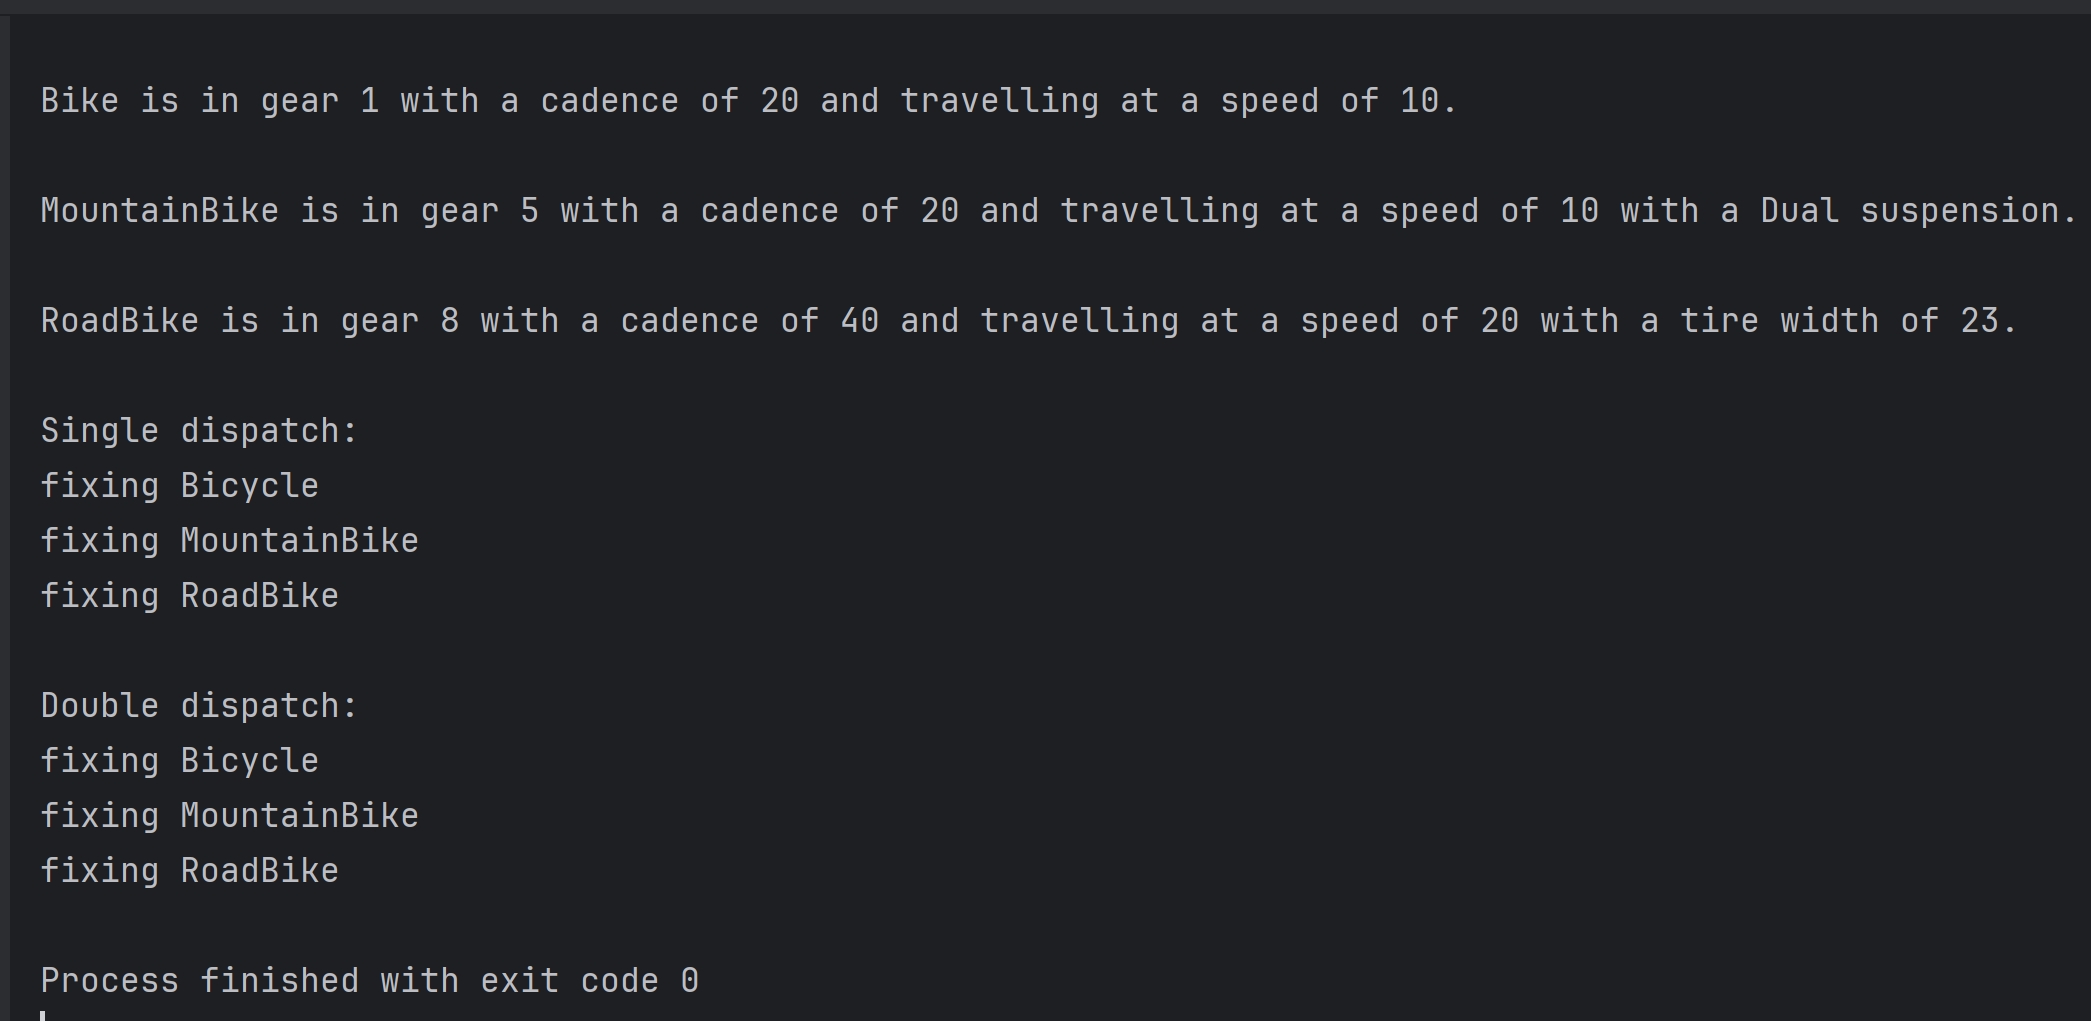 Bike is in gear 1 with a cadence of 20 and travelling at a speed of 10.
MountainBike is in gear 5 with a cadence of 20 and travelling at a speed of 10 with a Dual suspension.
RoadBike is in gear 8 with a cadence of 40 and travelling at a speed of 20 with a tire width of 23.
Single dispatch:
fixing Bicycle
fixing MountainBike
fixing RoadBike
Double dispatch:
fixing Bicycle
fixing MountainBike
fixing RoadBike
Process finished with exit code 0